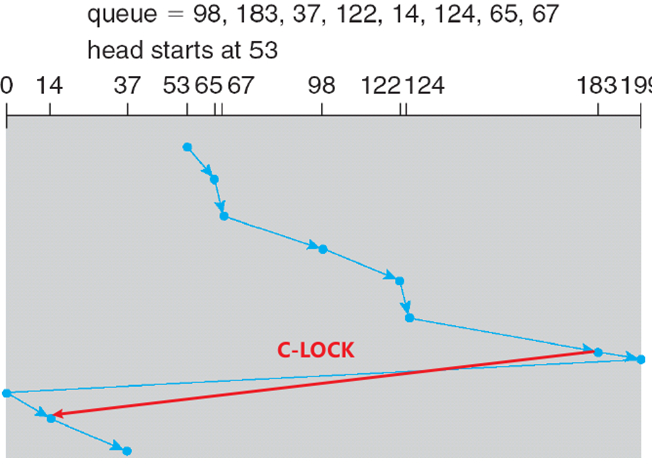 queue = 98, 183, 37, 122, 14, 124, 65, 67
head starts at 53
0 14 37 53 65 67 98 122 124 183 199
C-LOCK